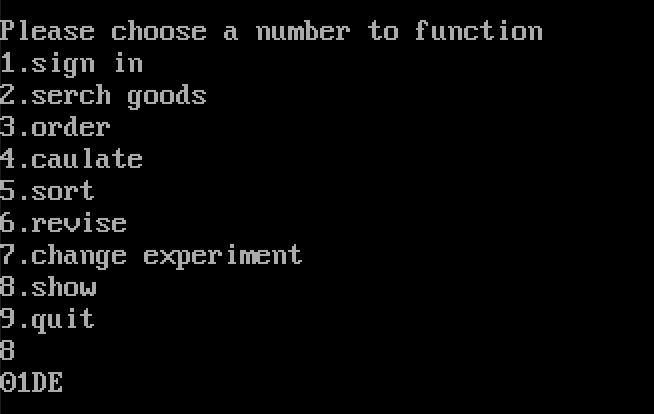 Please choose a number to function
1.sign in
2.serch goods
3.order
4.caulate
5.sort
6.revise
7.change experiment
8.show
9.quit
8
01DE